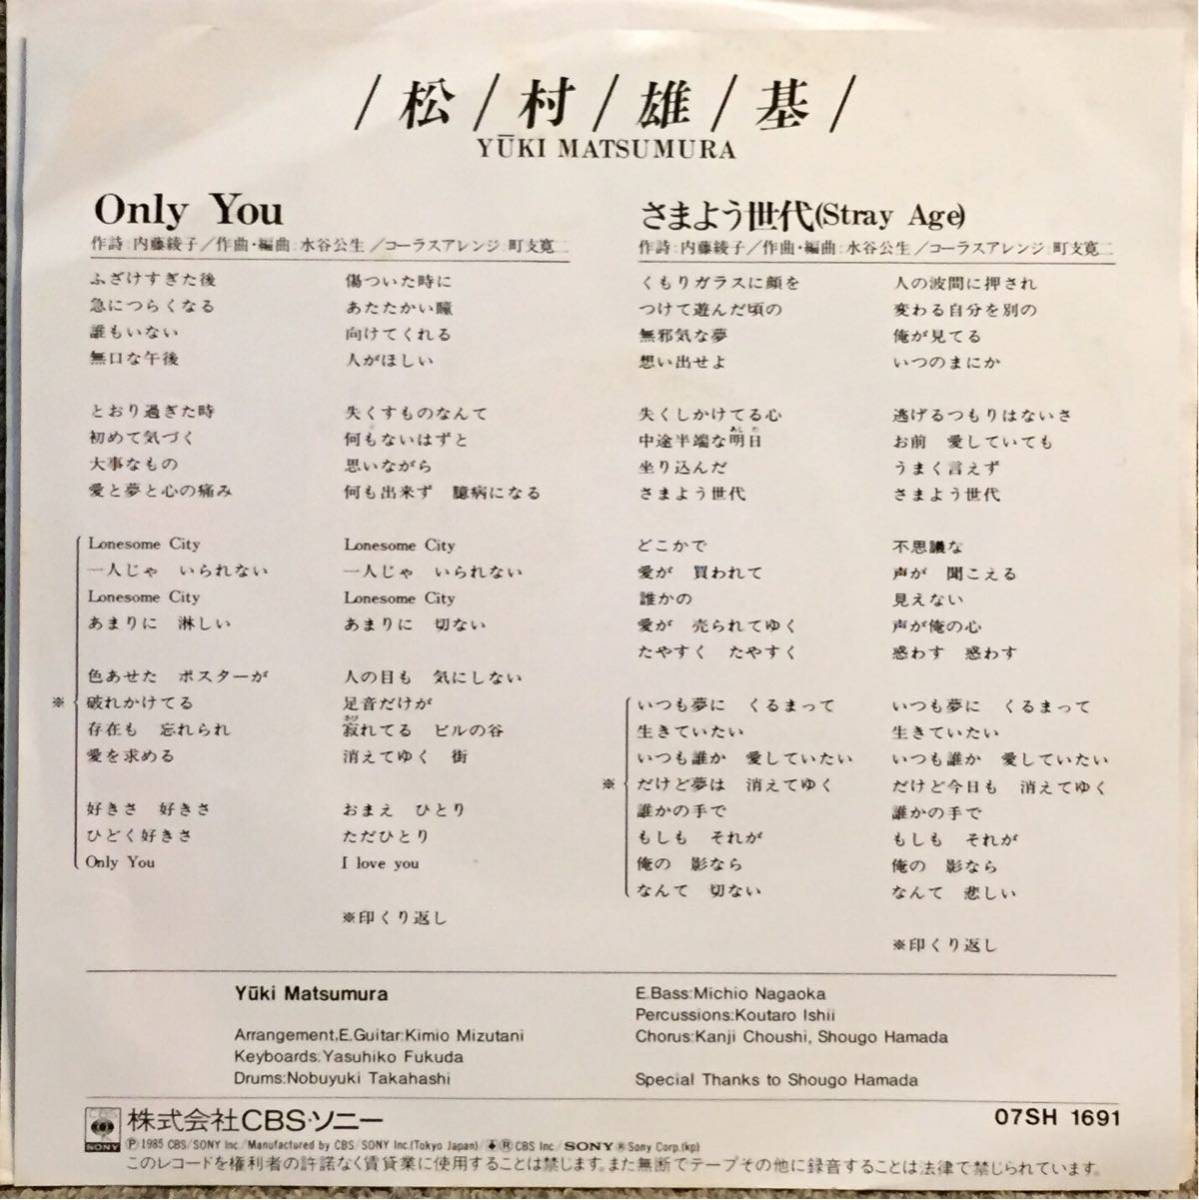 /松/村/雄/基/
YŪKI MATSUMURA
Only You
作詩:内藤綾子/作曲・編曲:水谷公生/コーラスアレンジ:町支寛二
ふざけすぎた後
急につらくなる
誰もいない
無口な午後
とおり過ぎた時
初めて気づく
大事なもの
愛と夢と心の痛み
Lonesome City
一人じゃ いられない
Lonesome City
あまりに 淋しい
色あせた ポスターが
※ 破れかけてる
存在も 忘れられ
愛を求める
好きさ 好きさ
ひどく好きさ
Only You
傷ついた時に
あたたかい瞳
向けてくれる
人がほしい
失くすものなんて
何もないはずと
思いながら
何も出来ず 臆病になる
Lonesome City
一人じゃ いられない
Lonesome City
あまりに 切ない
人の目も 気にしない
足音だけが
寂れてる ビルの谷
消えてゆく 街
おまえ ひとり
ただひとり
I love you
※印くり返し
さまよう世代(Stray Age)
作詩:内藤綾子/作曲・編曲:水谷公生/コーラスアレンジ:町支寛二
くもりガラスに顔を
つけて遊んだ頃の
無邪気な夢
想い出せよ
失くしかけてる心
中途半端な明日
坐り込んだ
さまよう世代
どこかで
愛が 買われて
誰かの
愛が 売られてゆく
たやすく たやすく
いつも夢に くるまって
生きていたい
いつも誰か 愛していたい
※ だけど夢は 消えてゆく
誰かの手で
もしも それが
俺の 影なら
なんて 切ない
人の波間に押され
変わる自分を別の
俺が見てる
いつのまにか
逃げるつもりはないさ
お前 愛していても
うまく言えず
さまよう世代
不思議な
声が 聞こえる
見えない
声が俺の心
惑わす 惑わす
いつも夢に くるまって
生きていたい
いつも誰か 愛していたい
だけど今日も 消えてゆく
誰かの手で
もしも それが
俺の 影なら
なんて 悲しい
※印くり返し
Yūki Matsumura
Arrangement,E.Guitar:Kimio Mizutani
Keyboards:Yasuhiko Fukuda
Drums:Nobuyuki Takahashi
E.Bass:Michio Nagaoka
Percussions:Koutaro Ishii
Chorus:Kanji Choushi, Shougo Hamada
Special Thanks to Shougo Hamada
CBS SONY 株式会社CBS・ソニー
07SH 1691
Ⓟ1985 CBS/SONY Inc./Manufactured by CBS/SONY Inc.(Tokyo Japan)/®CBS Inc./SONY®Sony Corp.(kp)
このレコードを権利者の許諾なく賃貸業に使用することは禁じます。また無断でテープその他に録音することは法律で禁じられています。